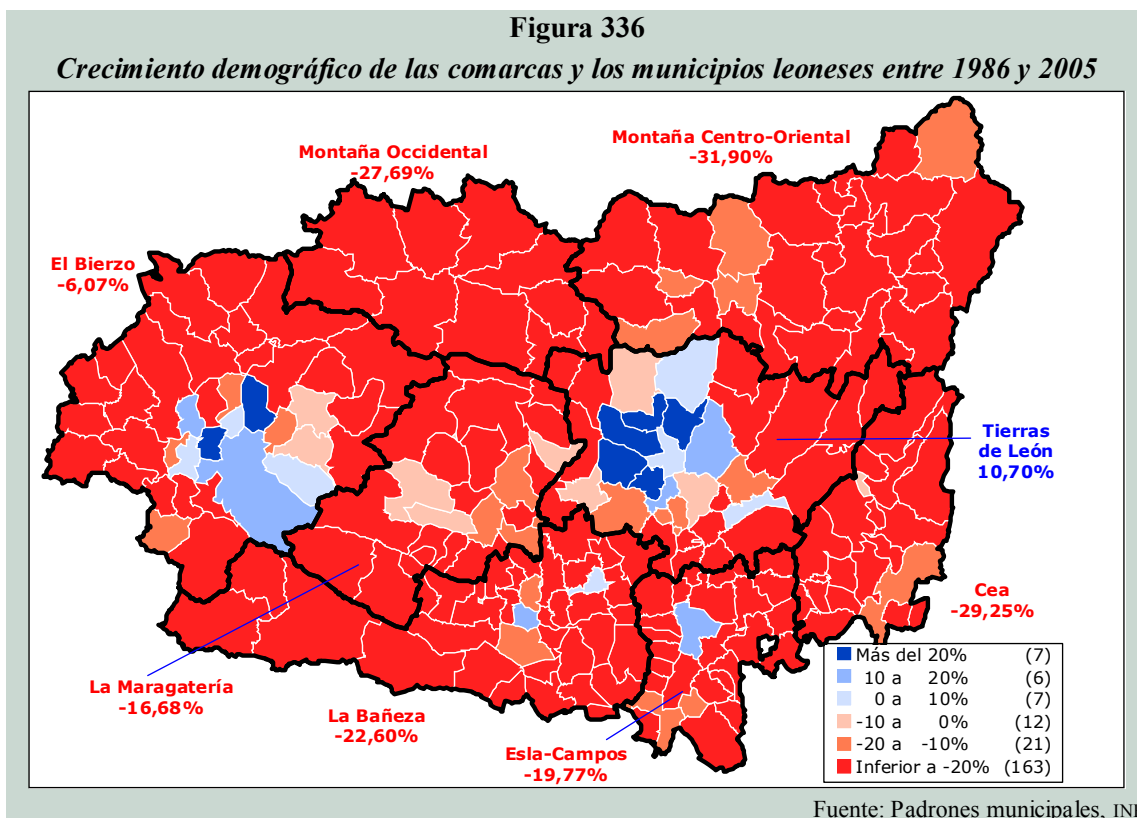 Figura 336
Crecimiento demográfico de las comarcas y los municipios leoneses entre 1986 y 2005
Montaña Centro-Oriental
-31,90%
Montaña Occidental
-27,69%
El Bierzo
-6,07%
Tierras
de León
10,70%
Cea
-29,25%
La Maragatería
-16,68%
La Bañeza
-22,60%
Esla-Campos
-19,77%
Más del 20% (7)
10 a 20% (6)
0 a 10% (7)
-10 a 0% (12)
-20 a -10% (21)
Inferior a -20% (163)
Fuente: Padrones municipales,